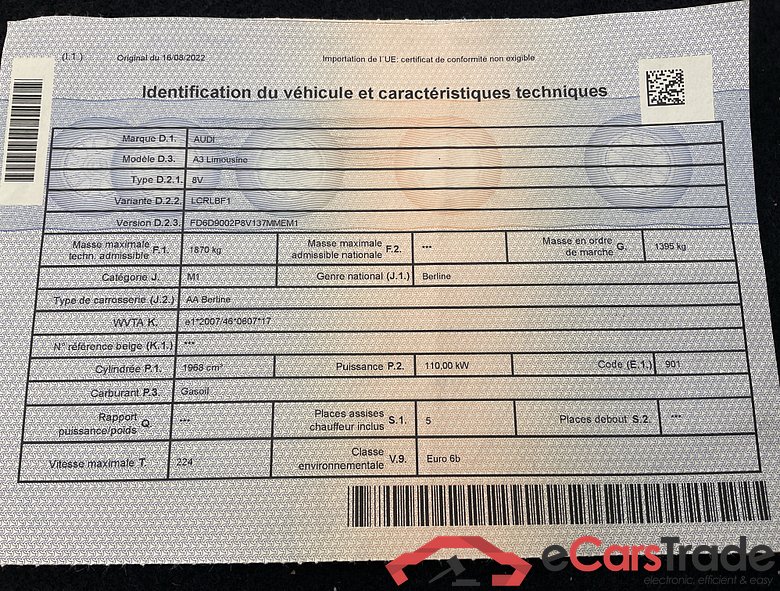 (I.1.) Original du 16/08/2022 Importation de l'UE: certificat de conformité non exigible
Identification du véhicule et caractéristiques techniques
Marque D.1. AUDI
Modèle D.3. A3 Limousine
Type D.2.1. 8V
Variante D.2.2. LCRLBF1
Version D.2.3. FD6D9002P8V137MMEM1
Masse maximale techn. admissible F.1. 1870 kg Masse maximale admissible nationale F.2. *** Masse en ordre de marche G. 1395 kg
Catégorie J. M1 Genre national (J.1.) Berline
Type de carrosserie (J.2.) AA Berline
WVTA K. e1*2007/46*0607*17
N° référence belge (K.1.) ***
Cylindrée P.1. 1968 cm³ Puissance P.2. 110,00 kW Code (E.1.) 901
Carburant P.3. Gasoil
Rapport puissance/poids Q. *** Places assises chauffeur inclus S.1. 5 Places debout S.2. ***
Vitesse maximale T. 224 Classe environnementale V.9. Euro 6b
eCarsTrade
electronic, efficient & easy